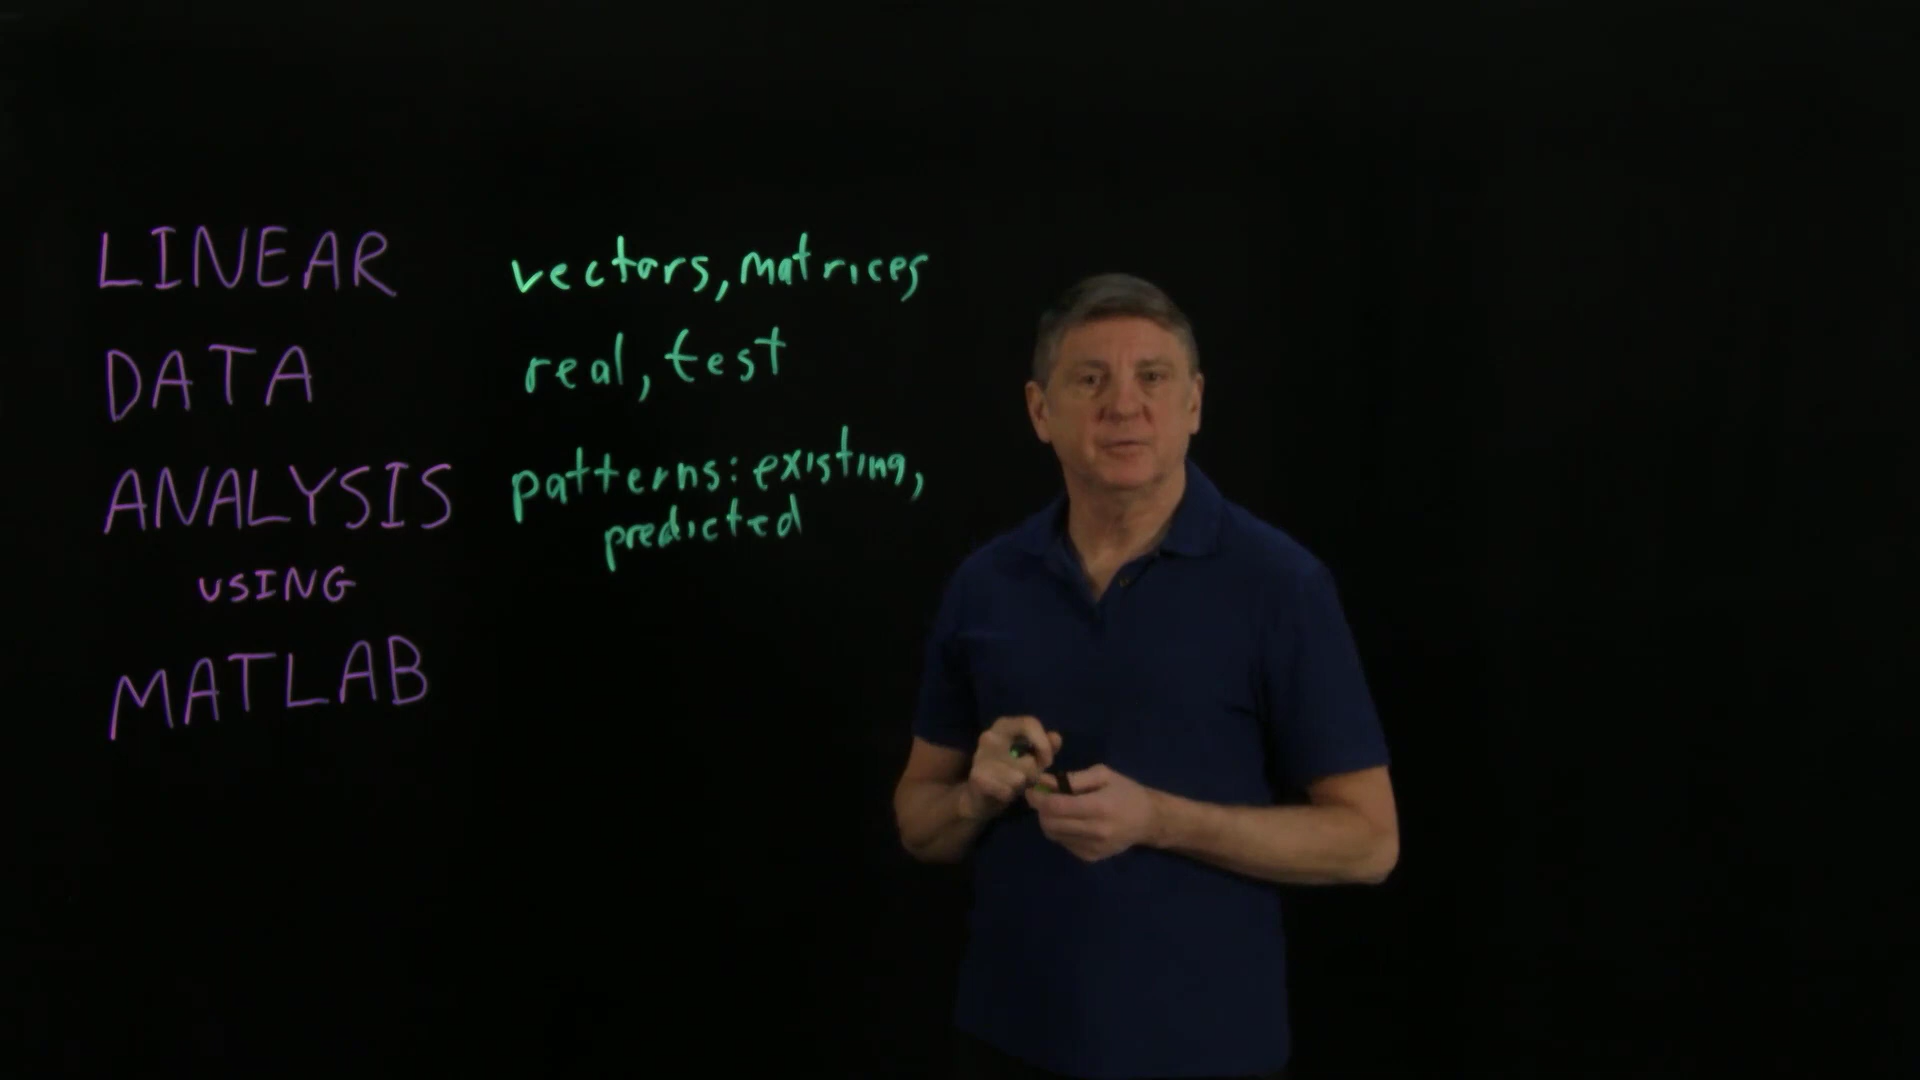 LINEAR vectors, matrices
DATA real, test
ANALYSIS patterns: existing,
predicted
USING
MATLAB